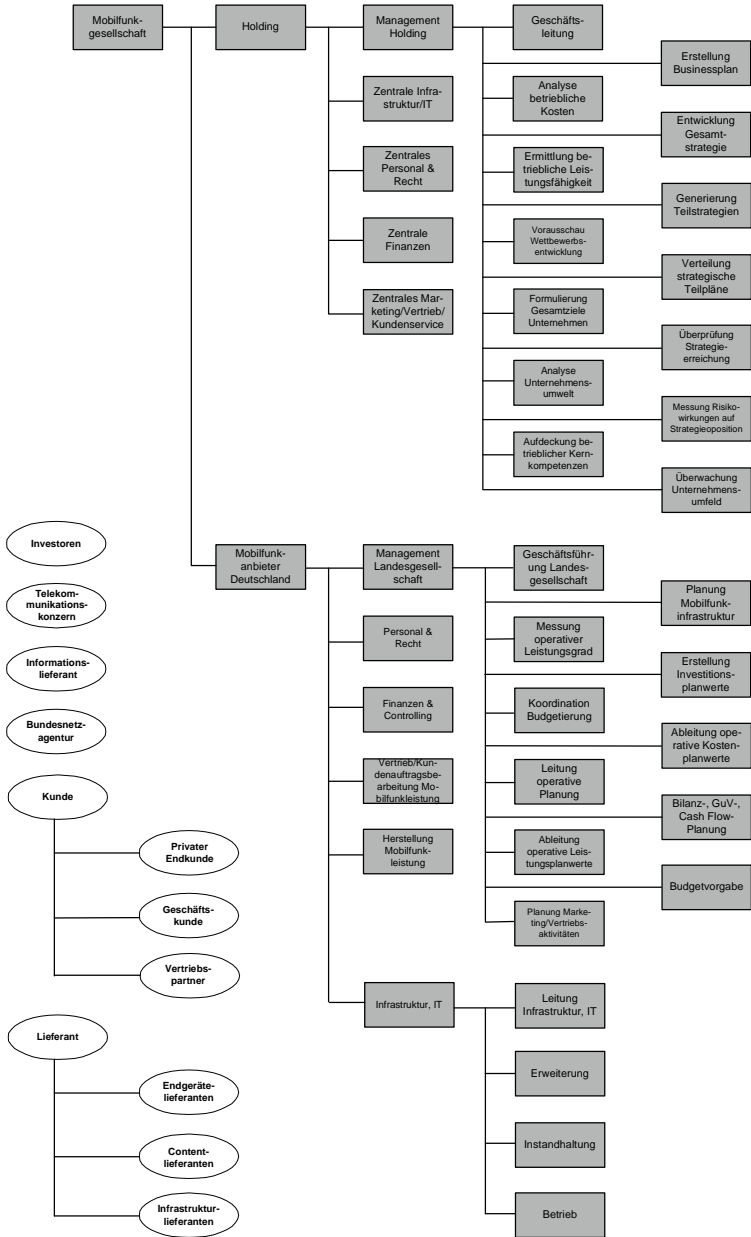 Mobilfunk-
gesellschaft
Holding
Management
Holding
Geschäfts-
leitung
Erstellung
Businessplan
Zentrale Infra-
struktur/IT
Analyse
betriebliche
Kosten
Entwicklung
Gesamt-
strategie
Zentrales
Personal &
Recht
Ermittlung be-
triebliche Leis-
tungsfähigkeit
Generierung
Teilstrategien
Zentrale
Finanzen
Vorausschau
Wettbewerbs-
entwicklung
Verteilung
strategische
Teilpläne
Zentrales Mar-
keting/Vertrieb/
Kundenservice
Formulierung
Gesamtziele
Unternehmen
Überprüfung
Strategie-
erreichung
Analyse
Unternehmens-
umwelt
Messung Risiko-
wirkungen auf
Strategieoposition
Aufdeckung be-
trieblicher Kern-
kompetenzen
Überwachung
Unternehmens-
umfeld
Mobilfunk-
anbieter
Deutschland
Management
Landesgesell-
schaft
Geschäftsführ-
ung Landes-
gesellschaft
Planung
Mobilfunk-
infrastruktur
Personal &
Recht
Messung
operativer
Leistungsgrad
Erstellung
Investitions-
planwerte
Finanzen &
Controlling
Koordination
Budgetierung
Ableitung ope-
rative Kosten-
planwerte
Vertrieb/Kun-
denauftragsbe-
arbeitung Mo-
bilfunkleistung
Leitung
operative
Planung
Bilanz-, GuV-,
Cash Flow-
Planung
Herstellung
Mobilfunk-
leistung
Ableitung
operative Leis-
tungsplanwerte
Budgetvorgabe
Planung Marke-
ting/Vertriebs-
aktivitäten
Infrastruktur, IT
Leitung
Infrastruktur, IT
Erweiterung
Instandhaltung
Betrieb
Investoren
Telekom-
munikations-
konzern
Informations-
lieferant
Bundesnetz-
agentur
Kunde
Privater
Endkunde
Geschäfts-
kunde
Vertriebs-
partner
Lieferant
Endgeräte-
lieferanten
Content-
lieferanten
Infrastruktur-
lieferanten